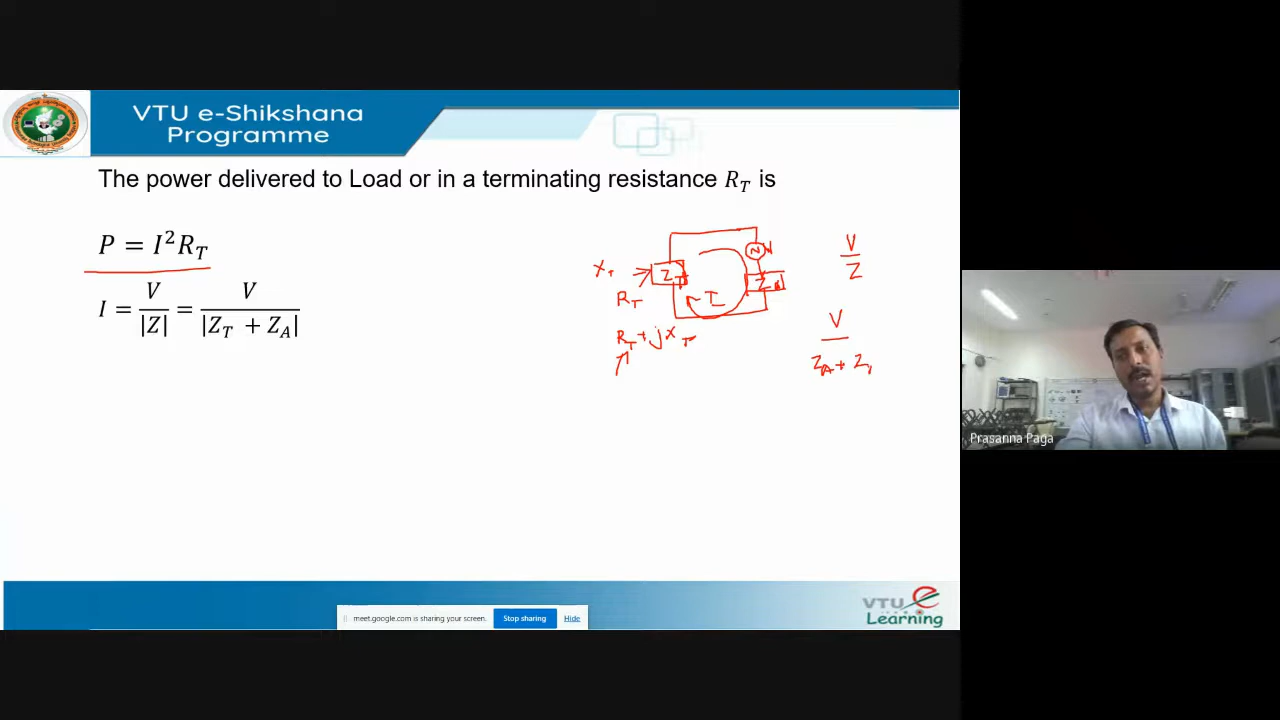 VTU e-Shikshana
Programme
The power delivered to Load or in a terminating resistance R_T is
P = I²R_T
I = V/|Z| = V/|Z_T + Z_A|
X_T
Z_T
R_T
R_T + jX_T
I
V
Z_A
V/Z
V
Z_A + Z_T
Prasanna Paga
meet.google.com is sharing your screen.
Stop sharing
Hide
VTU e
Learning